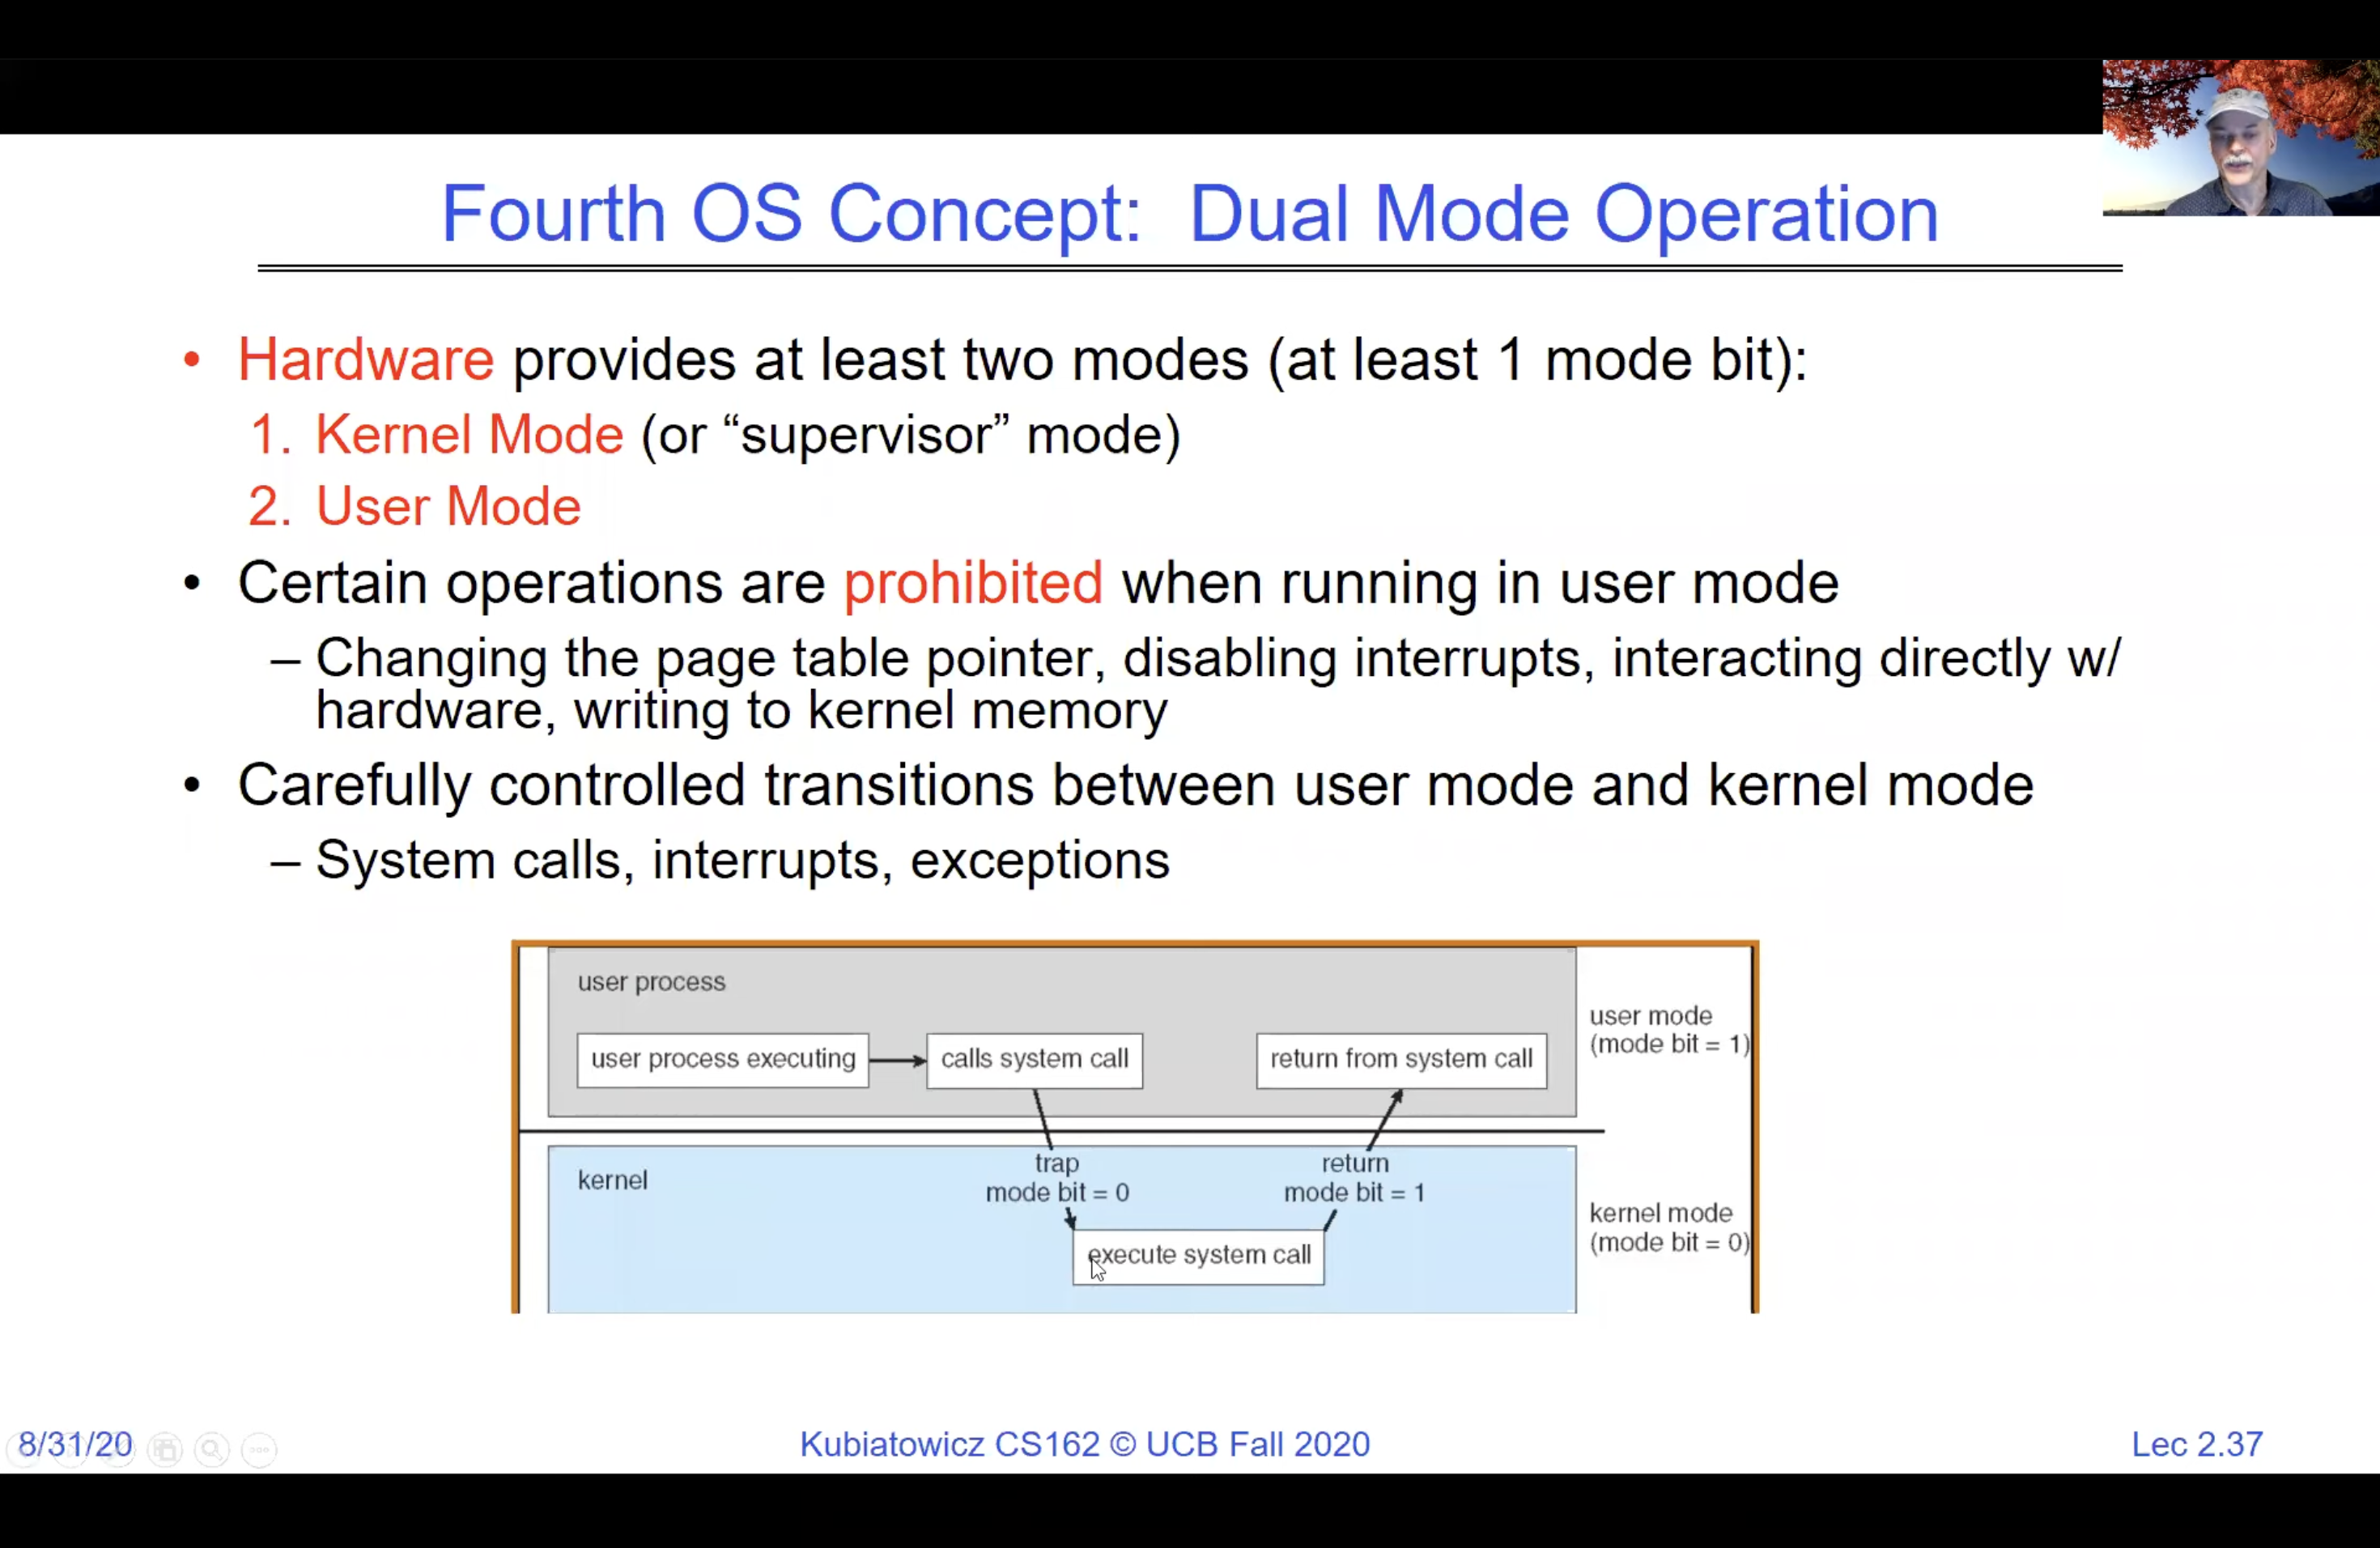 Fourth OS Concept: Dual Mode Operation
• Hardware provides at least two modes (at least 1 mode bit):
1. Kernel Mode (or “supervisor” mode)
2. User Mode
• Certain operations are prohibited when running in user mode
– Changing the page table pointer, disabling interrupts, interacting directly w/
hardware, writing to kernel memory
• Carefully controlled transitions between user mode and kernel mode
– System calls, interrupts, exceptions
user process
user process executing
calls system call
return from system call
user mode
(mode bit = 1)
kernel
trap
mode bit = 0
return
mode bit = 1
execute system call
kernel mode
(mode bit = 0)
8/31/20
Kubiatowicz CS162 © UCB Fall 2020
Lec 2.37